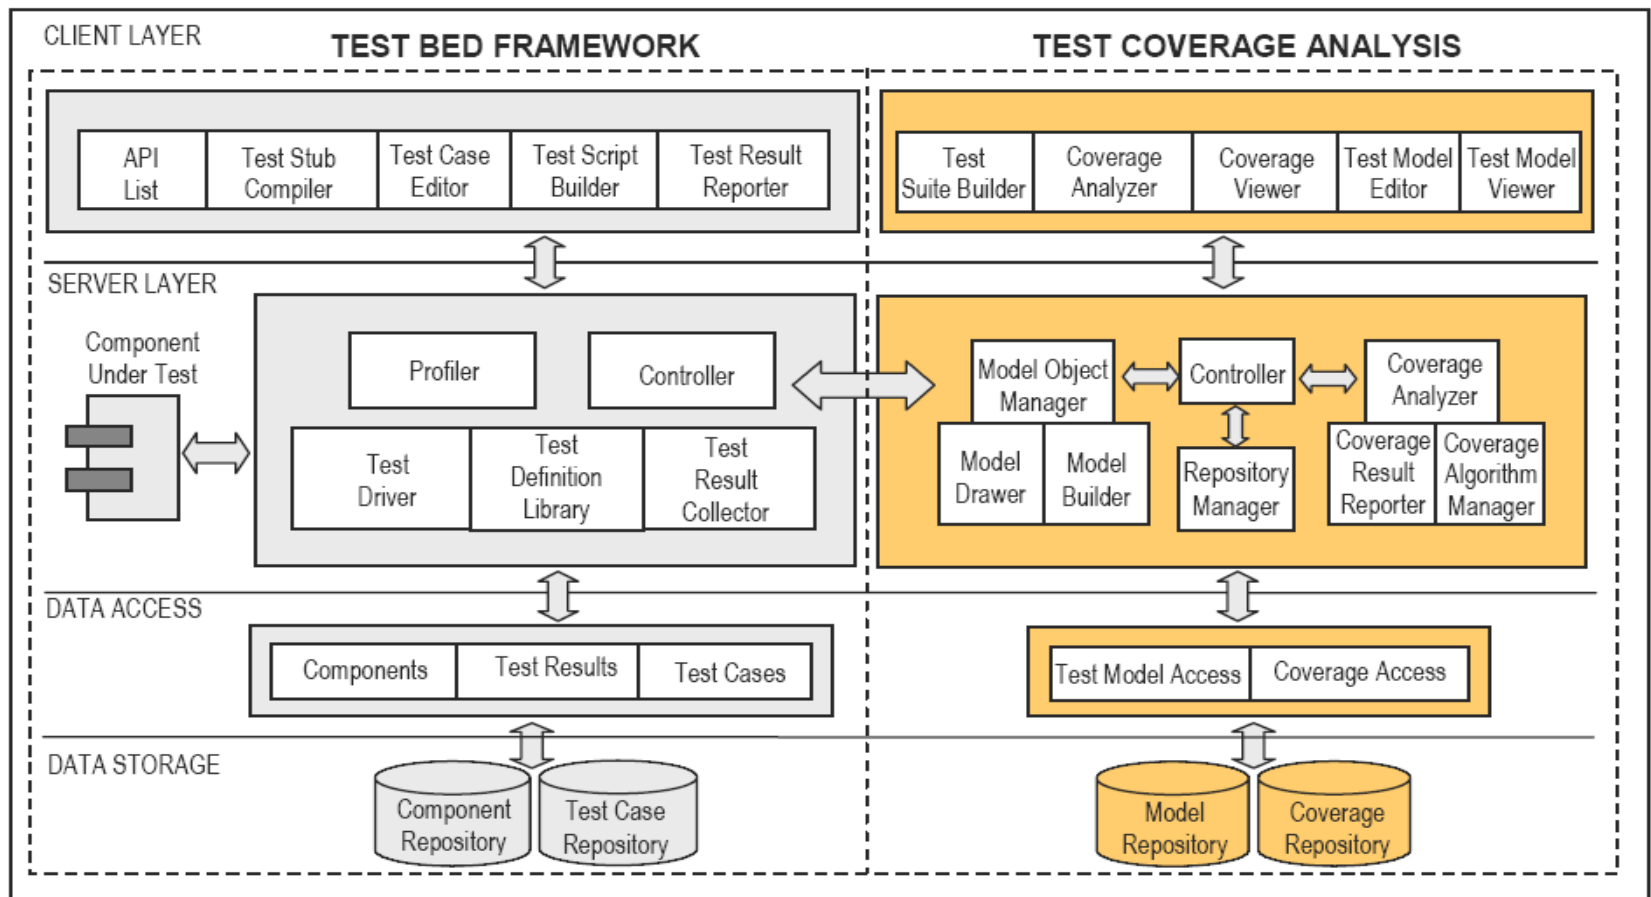 CLIENT LAYER
TEST BED FRAMEWORK
TEST COVERAGE ANALYSIS
API
List
Test Stub
Compiler
Test Case
Editor
Test Script
Builder
Test Result
Reporter
Test
Suite Builder
Coverage
Analyzer
Coverage
Viewer
Test Model
Editor
Test Model
Viewer
SERVER LAYER
Component
Under Test
Profiler
Controller
Test
Driver
Test
Definition
Library
Test
Result
Collector
Model Object
Manager
Controller
Coverage
Analyzer
Model
Drawer
Model
Builder
Repository
Manager
Coverage
Result
Reporter
Coverage
Algorithm
Manager
DATA ACCESS
Components
Test Results
Test Cases
Test Model Access
Coverage Access
DATA STORAGE
Component
Repository
Test Case
Repository
Model
Repository
Coverage
Repository